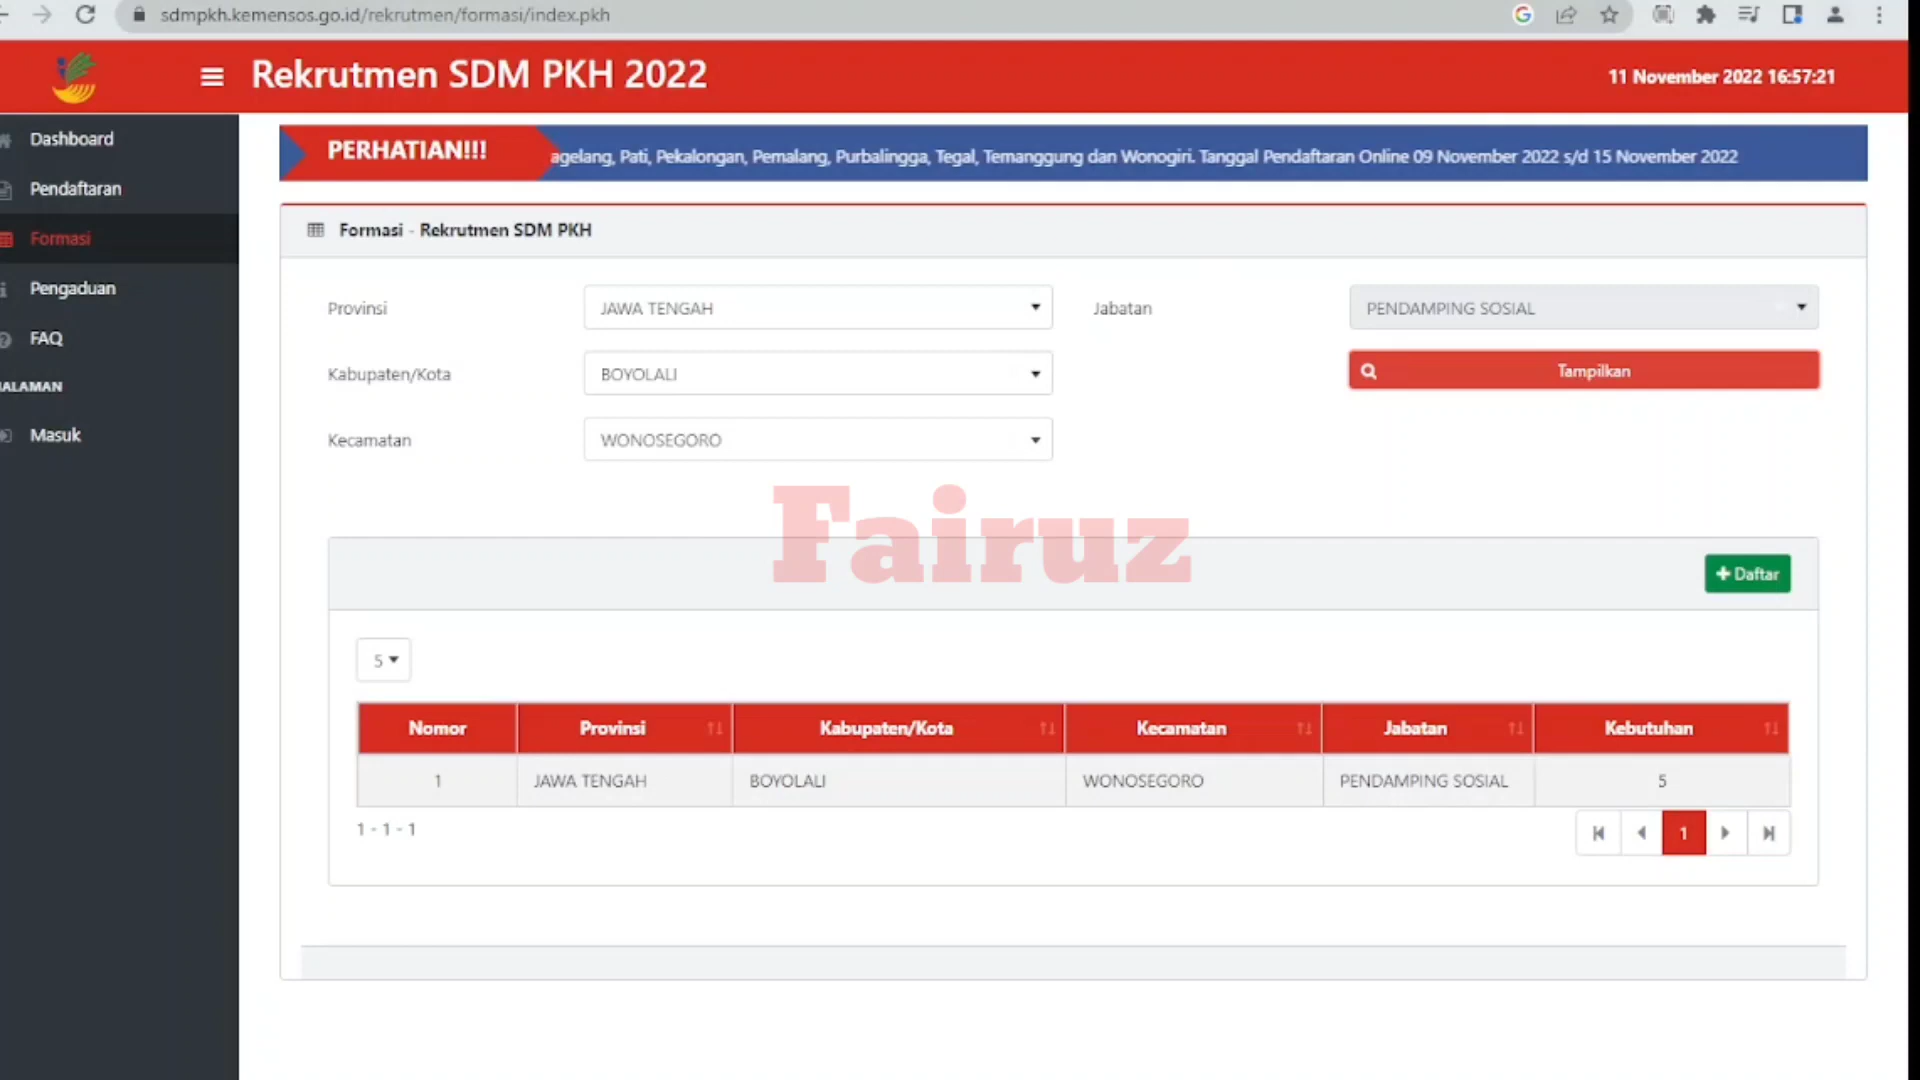 sdmpkh.kemensos.go.id/rekrutmen/formasi/index.pkh
Rekrutmen SDM PKH 2022
11 November 2022 16:57:21
Dashboard
Pendaftaran
Formasi
Pengaduan
FAQ
ALAMAN
Masuk
PERHATIAN!!!
agelang, Pati, Pekalongan, Pemalang, Purbalingga, Tegal, Temanggung dan Wonogiri. Tanggal Pendaftaran Online 09 November 2022 s/d 15 November 2022
Formasi - Rekrutmen SDM PKH
Provinsi JAWA TENGAH Jabatan PENDAMPING SOSIAL
Kabupaten/Kota BOYOLALI Tampilkan
Kecamatan WONOSEGORO
Fairuz
Daftar
5
Nomor Provinsi Kabupaten/Kota Kecamatan Jabatan Kebutuhan
1 JAWA TENGAH BOYOLALI WONOSEGORO PENDAMPING SOSIAL 5
1 - 1 - 1
1